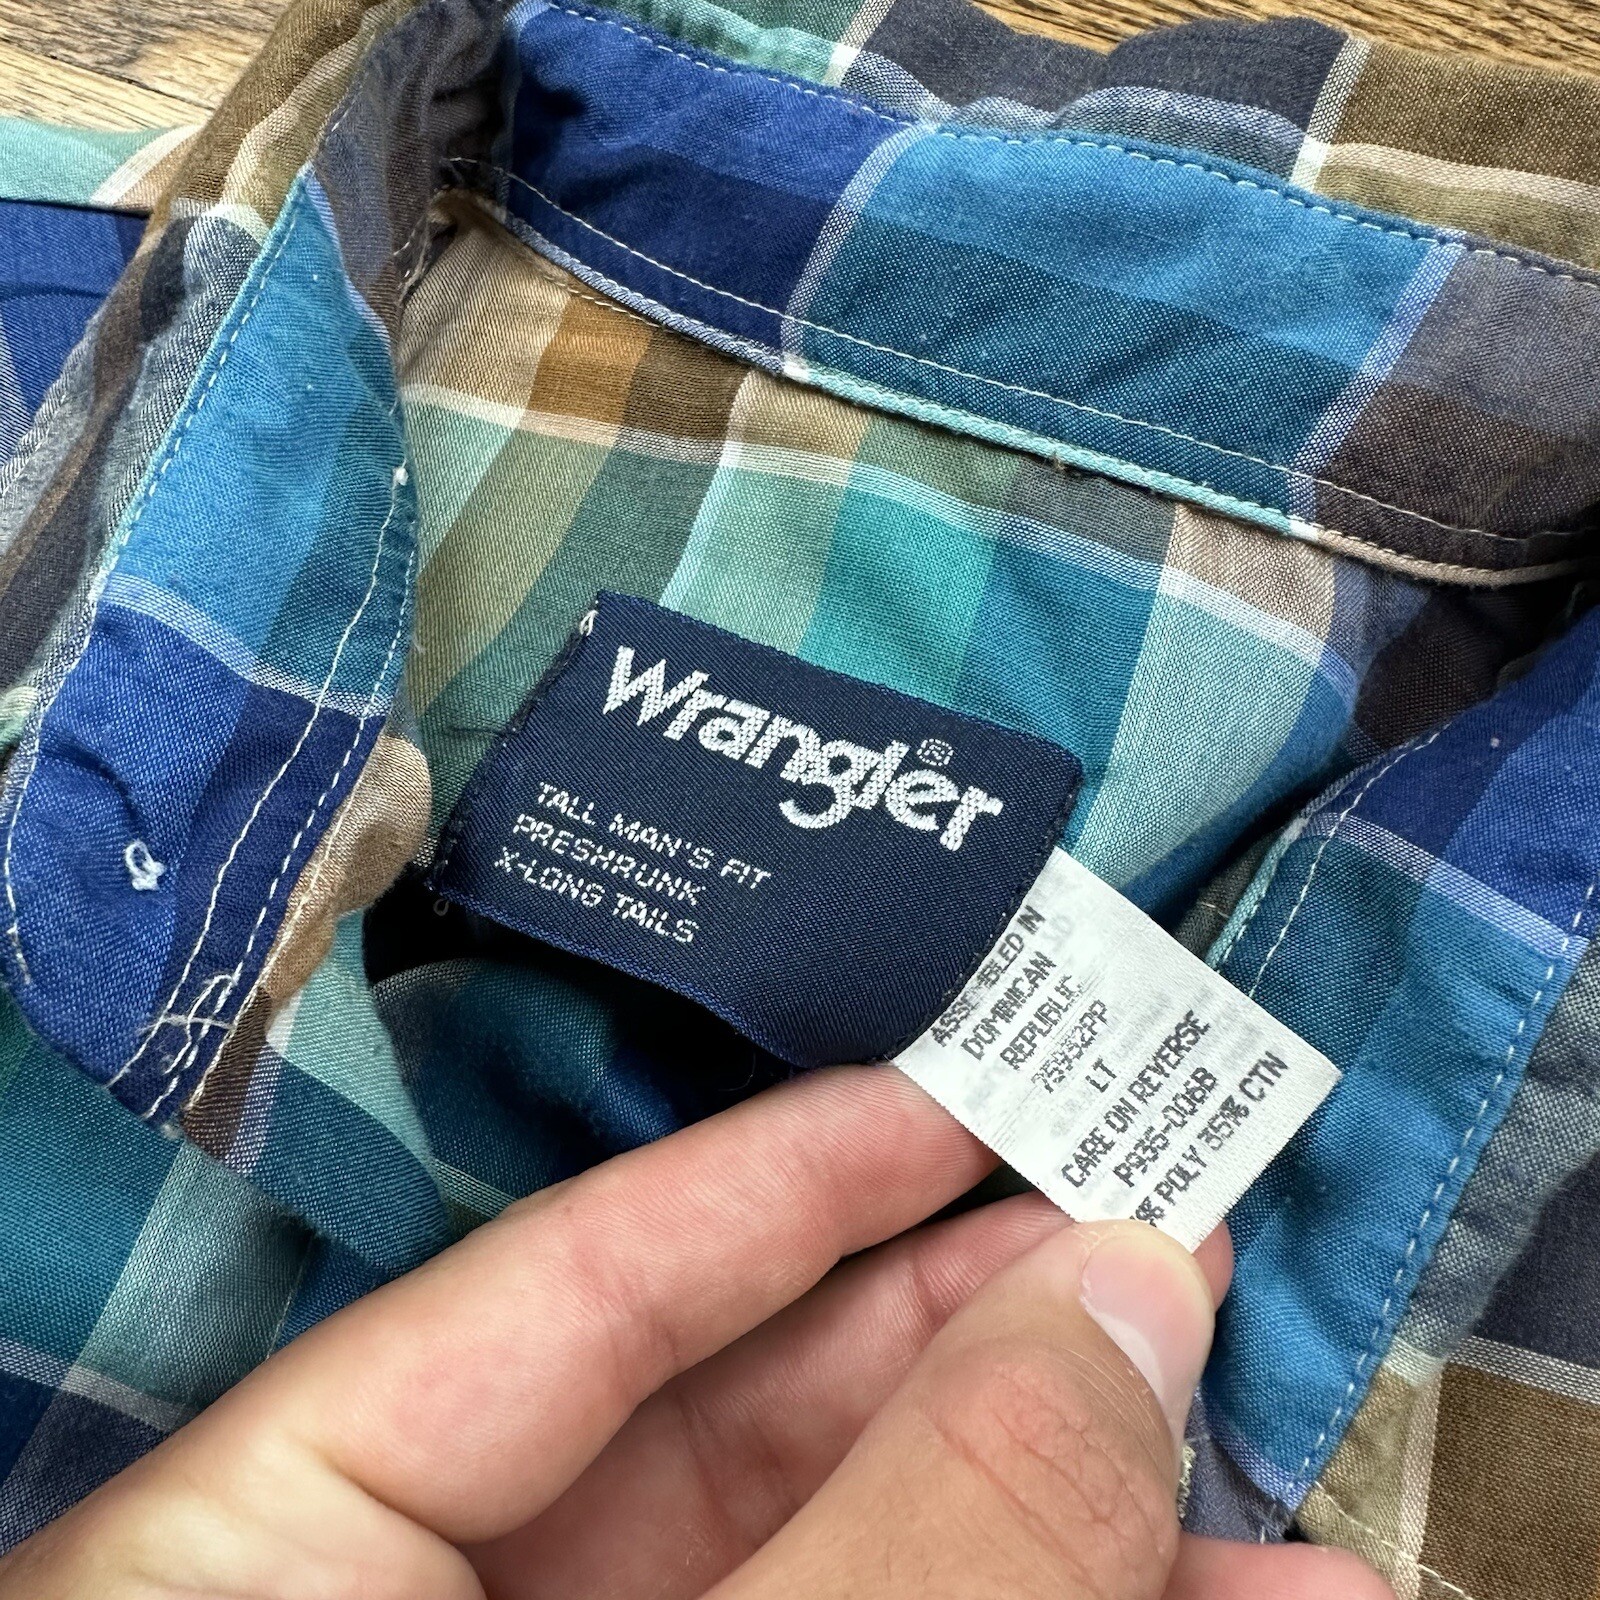 Wrangler®
TALL MAN'S FIT
PRESHRUNK
X-LONG TAILS
ASSEMBLED IN
DOMINICAN
REPUBLIC
75952PP
LT
CARE ON REVERSE
P935-006B
% POLY 35% CTN